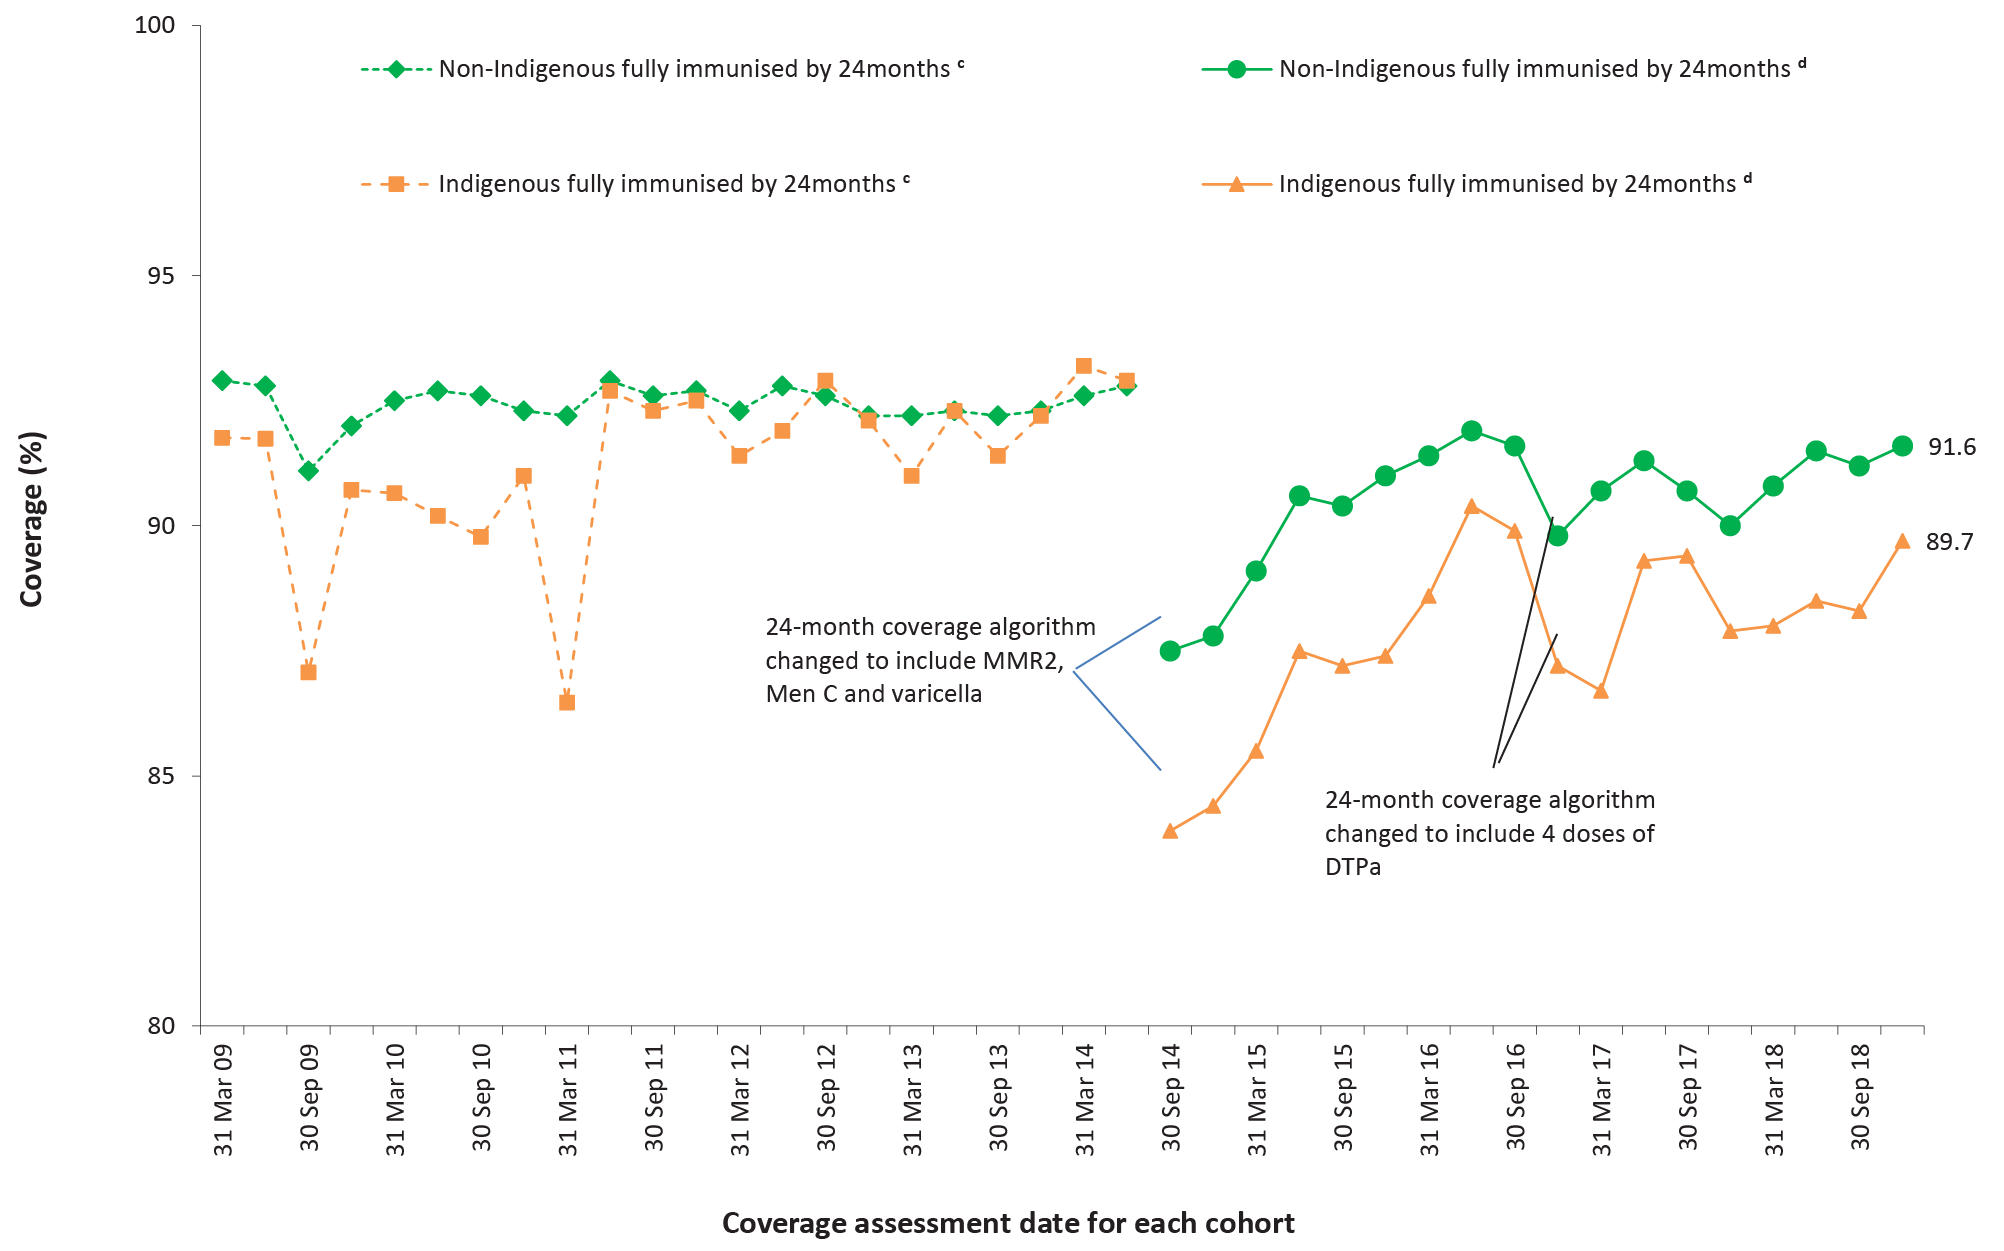 100
95
90
85
80
Coverage (%)
Non-Indigenous fully immunised by 24months c
Non-Indigenous fully immunised by 24months d
Indigenous fully immunised by 24months c
Indigenous fully immunised by 24months d
91.6
89.7
24-month coverage algorithm
changed to include MMR2,
Men C and varicella
24-month coverage algorithm
changed to include 4 doses of
DTPa
31 Mar 09
30 Sep 09
31 Mar 10
30 Sep 10
31 Mar 11
30 Sep 11
31 Mar 12
30 Sep 12
31 Mar 13
30 Sep 13
31 Mar 14
30 Sep 14
31 Mar 15
30 Sep 15
31 Mar 16
30 Sep 16
31 Mar 17
30 Sep 17
31 Mar 18
30 Sep 18
Coverage assessment date for each cohort